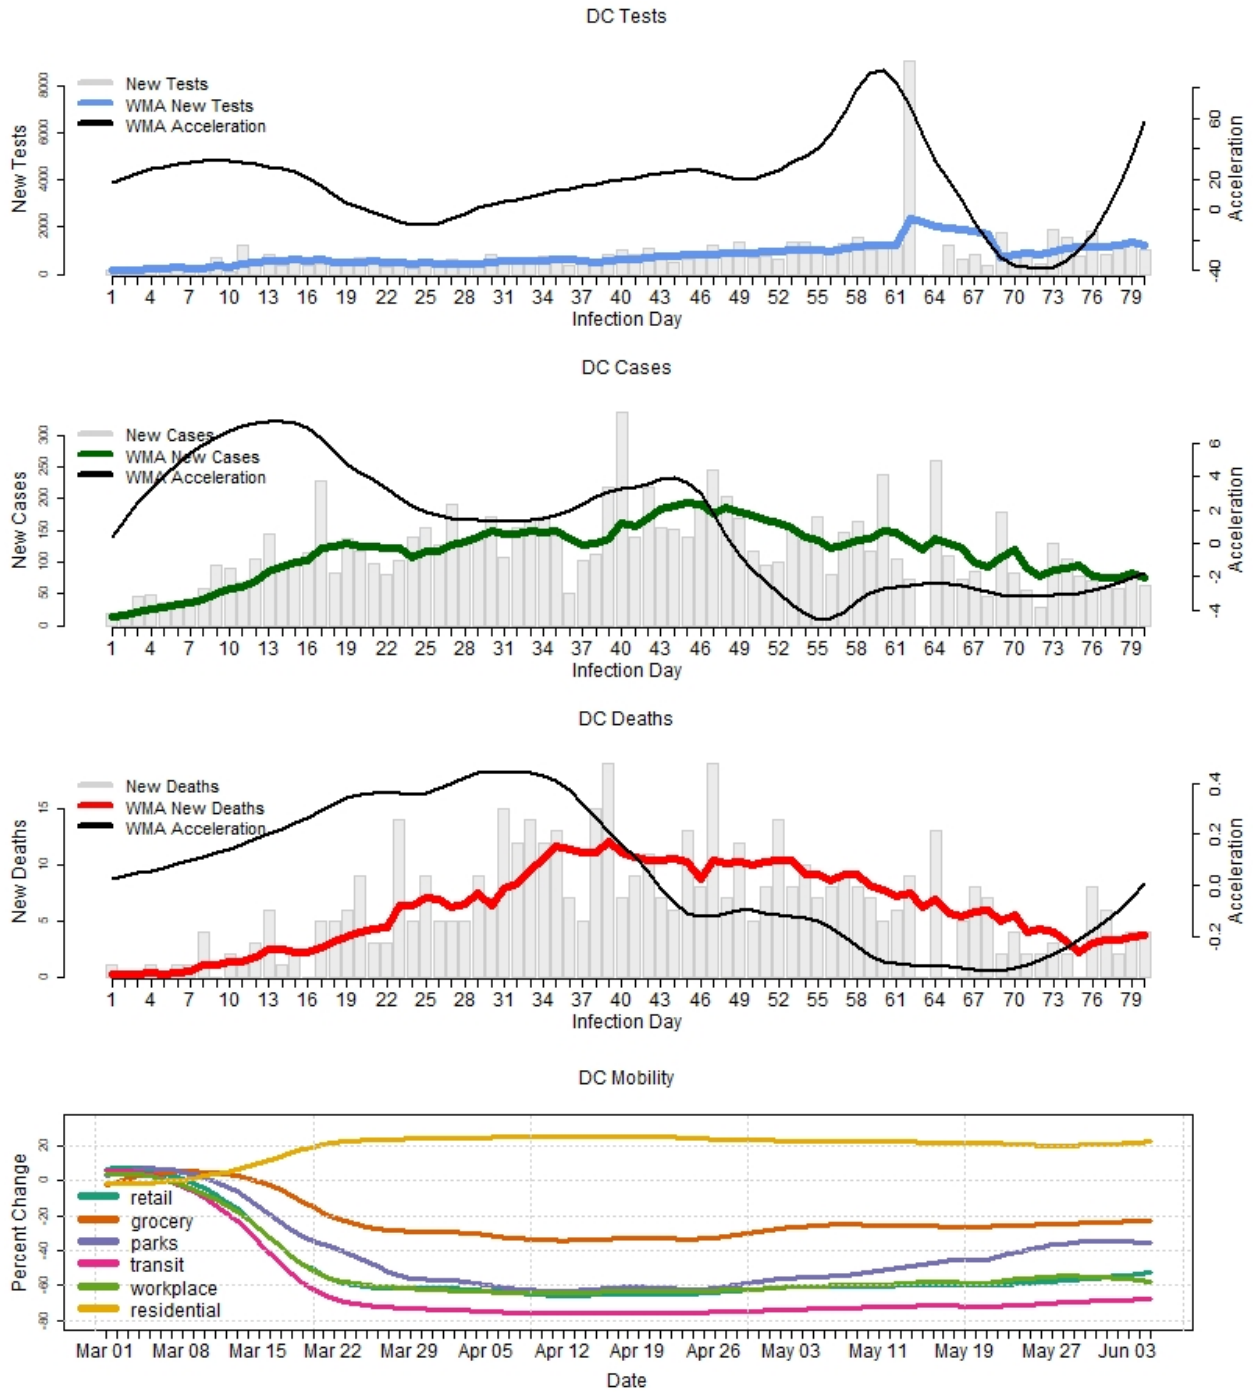 DC Tests
New Tests
WMA New Tests
WMA Acceleration
New Tests
0 2000 4000 6000 8000
Acceleration
-40 0 20 60
1 4 7 10 13 16 19 22 25 28 31 34 37 40 43 46 49 52 55 58 61 64 67 70 73 76 79
Infection Day
DC Cases
New Cases
WMA New Cases
WMA Acceleration
New Cases
0 50 100 150 200 250 300
Acceleration
-4 -2 0 2 4 6
1 4 7 10 13 16 19 22 25 28 31 34 37 40 43 46 49 52 55 58 61 64 67 70 73 76 79
Infection Day
DC Deaths
New Deaths
WMA New Deaths
WMA Acceleration
New Deaths
0 5 10 15
Acceleration
-0.2 0.0 0.2 0.4
1 4 7 10 13 16 19 22 25 28 31 34 37 40 43 46 49 52 55 58 61 64 67 70 73 76 79
Infection Day
DC Mobility
Percent Change
-80 -60 -40 -20 0 20
retail
grocery
parks
transit
workplace
residential
Mar 01 Mar 08 Mar 15 Mar 22 Mar 29 Apr 05 Apr 12 Apr 19 Apr 26 May 03 May 11 May 19 May 27 Jun 03
Date